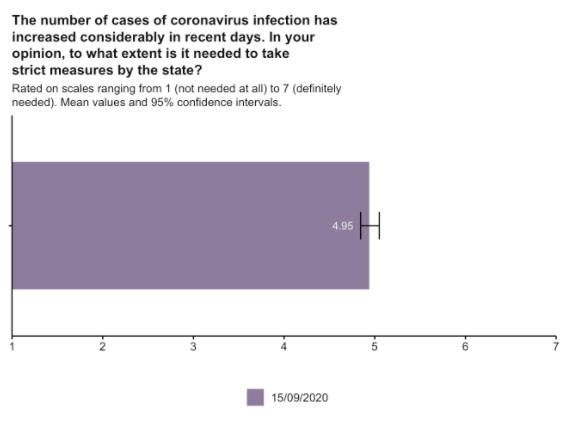 The number of cases of coronavirus infection has
increased considerably in recent days. In your
opinion, to what extent is it needed to take
strict measures by the state?
Rated on scales ranging from 1 (not needed at all) to 7 (definitely
needed). Mean values and 95% confidence intervals.
4.95
1 2 3 4 5 6 7
15/09/2020